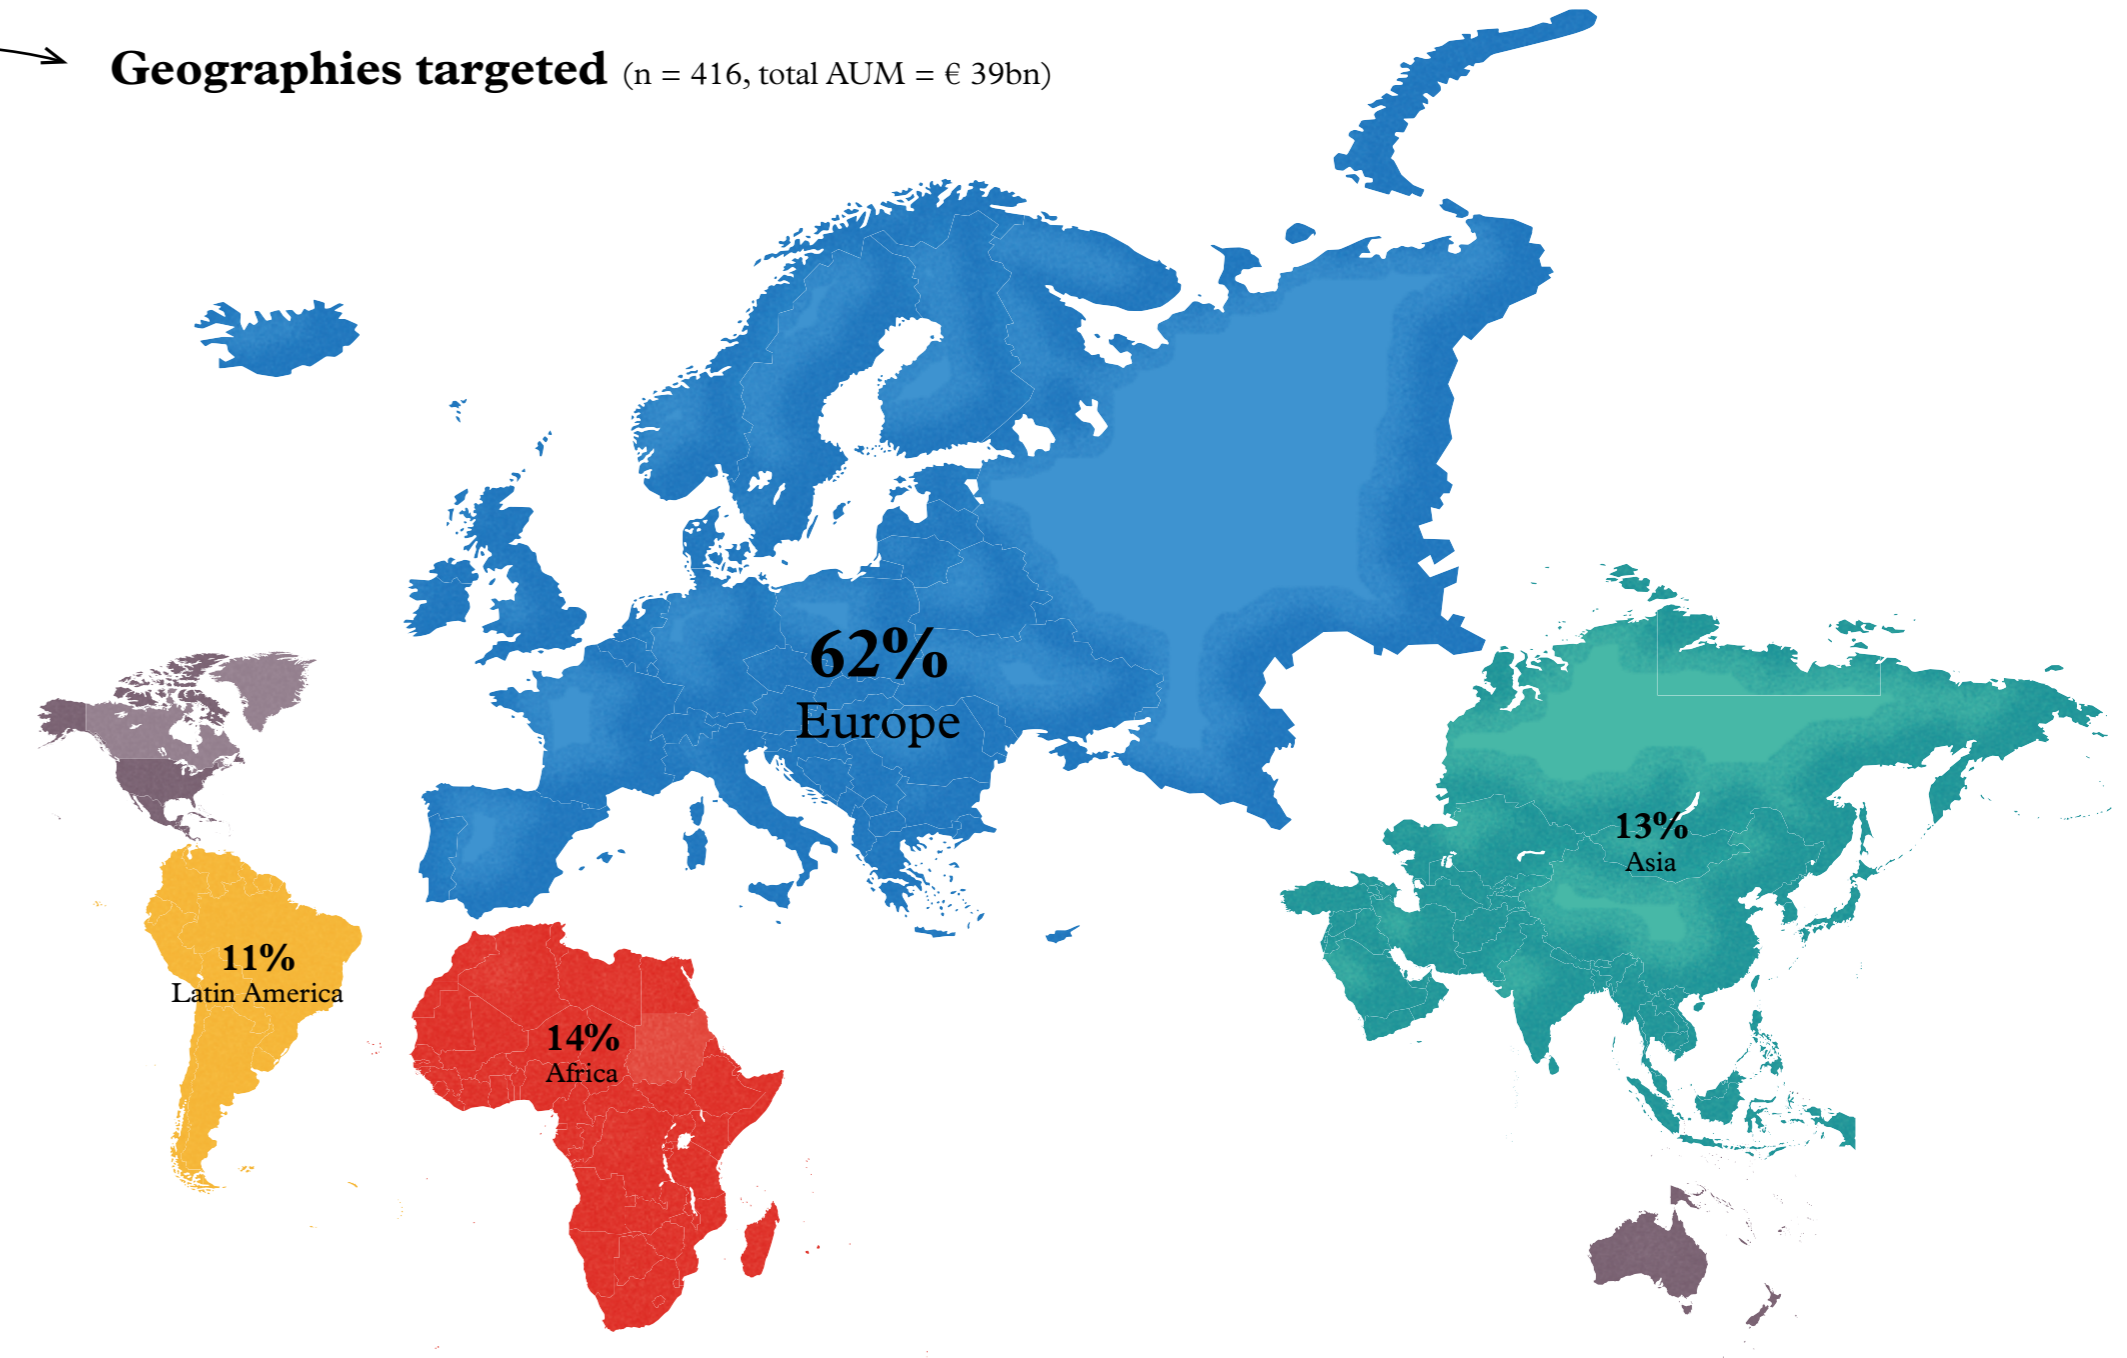 Geographies targeted (n = 416, total AUM = € 39bn)
62%
Europe
13%
Asia
11%
Latin America
14%
Africa